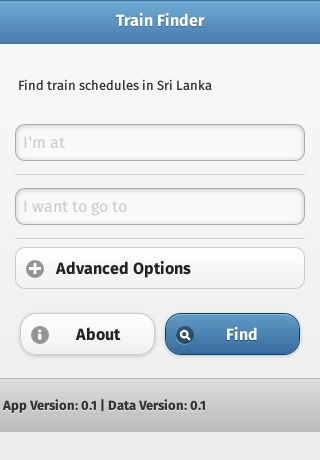 Train Finder
Find train schedules in Sri Lanka
I'm at
I want to go to
Advanced Options
About
Find
App Version: 0.1 | Data Version: 0.1